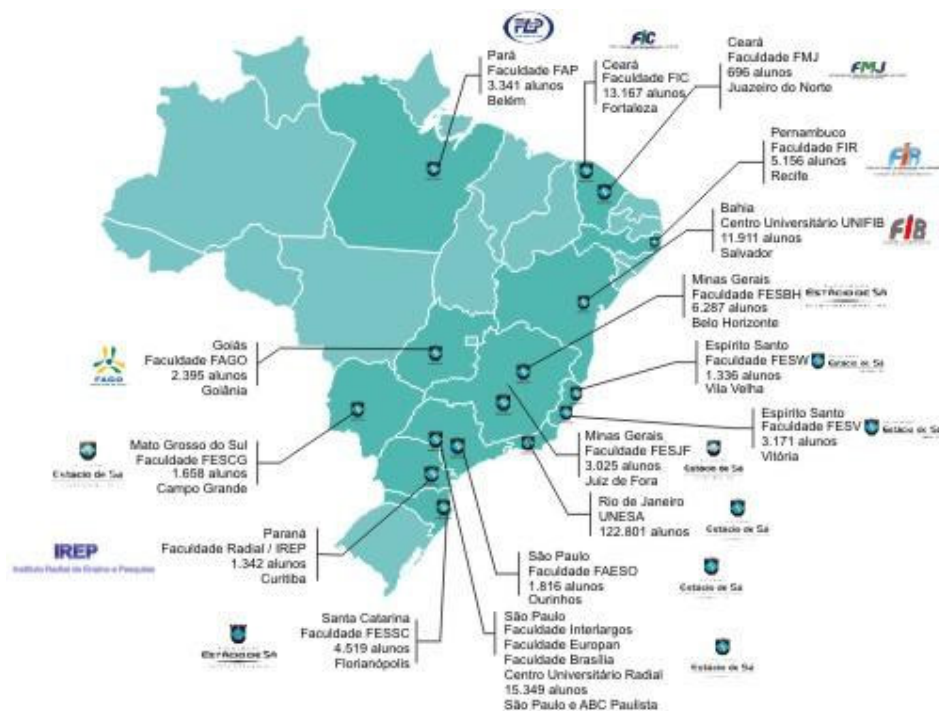 FAP
Pará
Faculdade FAP
3.341 alunos
Belém
FIC
Ceará
Faculdade FIC
13.167 alunos
Fortaleza
Ceará
Faculdade FMJ
696 alunos
Juazeiro do Norte
FMJ
Pernambuco
Faculdade FIR
5.156 alunos
Recife
FIR
Bahia
Centro Universitário UNIFIB
11.911 alunos
Salvador
FIB
Minas Gerais
Faculdade FESBH
6.287 alunos
Belo Horizonte
ESTÁCIO DE SÁ
FAGO
Goiás
Faculdade FAGO
2.395 alunos
Goiânia
Espírito Santo
Faculdade FESW
1.336 alunos
Vila Velha
Estácio de Sá
Espírito Santo
Faculdade FESV
3.171 alunos
Vitória
Estácio de Sá
Estácio de Sá
Mato Grosso do Sul
Faculdade FESCG
1.658 alunos
Campo Grande
Minas Gerais
Faculdade FESJF
3.025 alunos
Juiz de Fora
Estácio de Sá
Rio de Janeiro
UNESA
122.801 alunos
Estácio de Sá
IREP
Instituto Radial de Ensino e Pesquisa
Paraná
Faculdade Radial / IREP
1.342 alunos
Curitiba
São Paulo
Faculdade FAESO
1.816 alunos
Ourinhos
Estácio de Sá
ESTÁCIO DE SÁ
Santa Catarina
Faculdade FESSC
4.519 alunos
Florianópolis
São Paulo
Faculdade Interlargos
Faculdade Europan
Faculdade Brasília
Centro Universitário Radial
15.349 alunos
São Paulo e ABC Paulista
Estácio de Sá